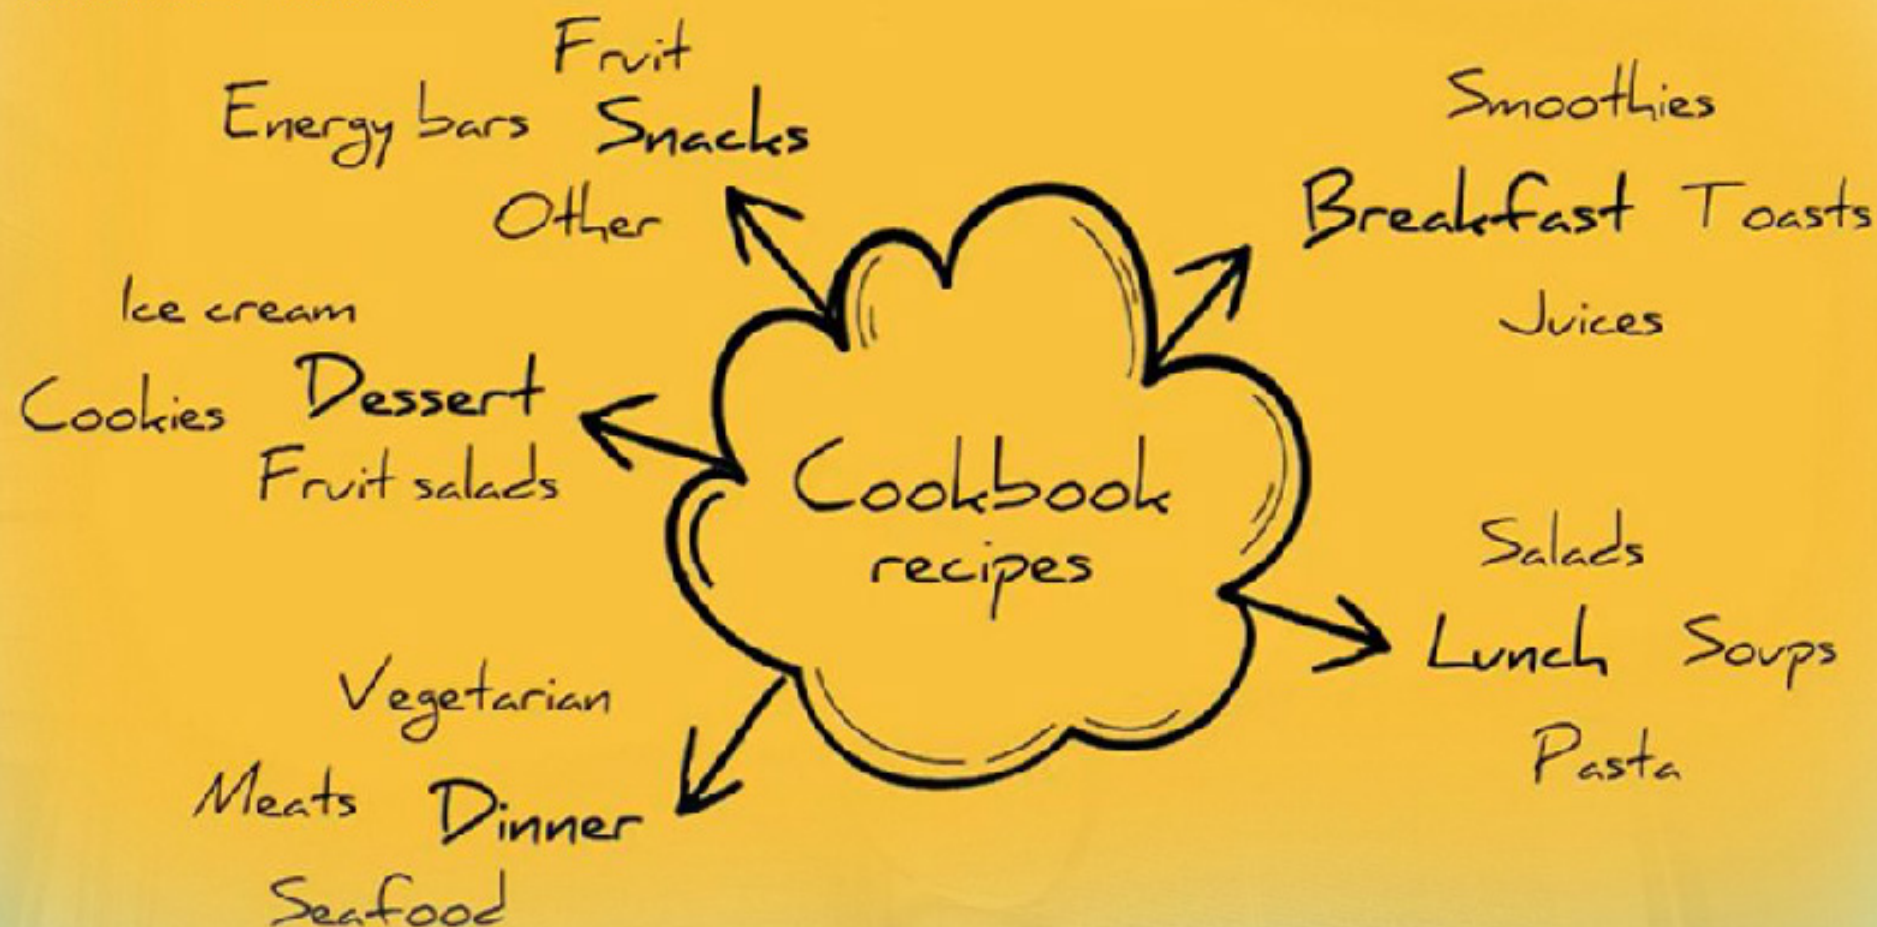 Fruit
Energy bars Snacks
Other
Smoothies
Breakfast Toasts
Juices
Ice cream
Cookies Dessert
Fruit salads
Cookbook
recipes
Salads
Lunch Soups
Pasta
Vegetarian
Meats Dinner
Seafood